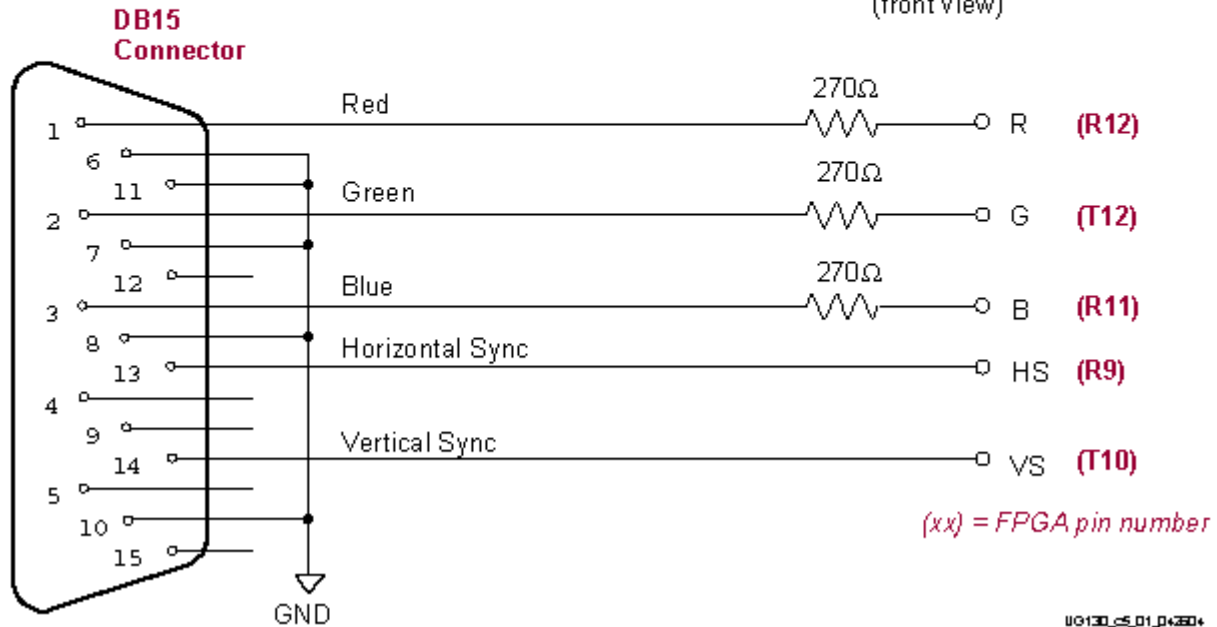 (front view)
DB15
Connector
270Ω
1 Red R (R12)
6
270Ω
11
2 Green G (T12)
7
270Ω
12
3 Blue B (R11)
8
13 Horizontal Sync HS (R9)
4
9
14 Vertical Sync VS (T10)
5
10
(xx) = FPGA pin number
15
GND
UG130_c5_01_042604